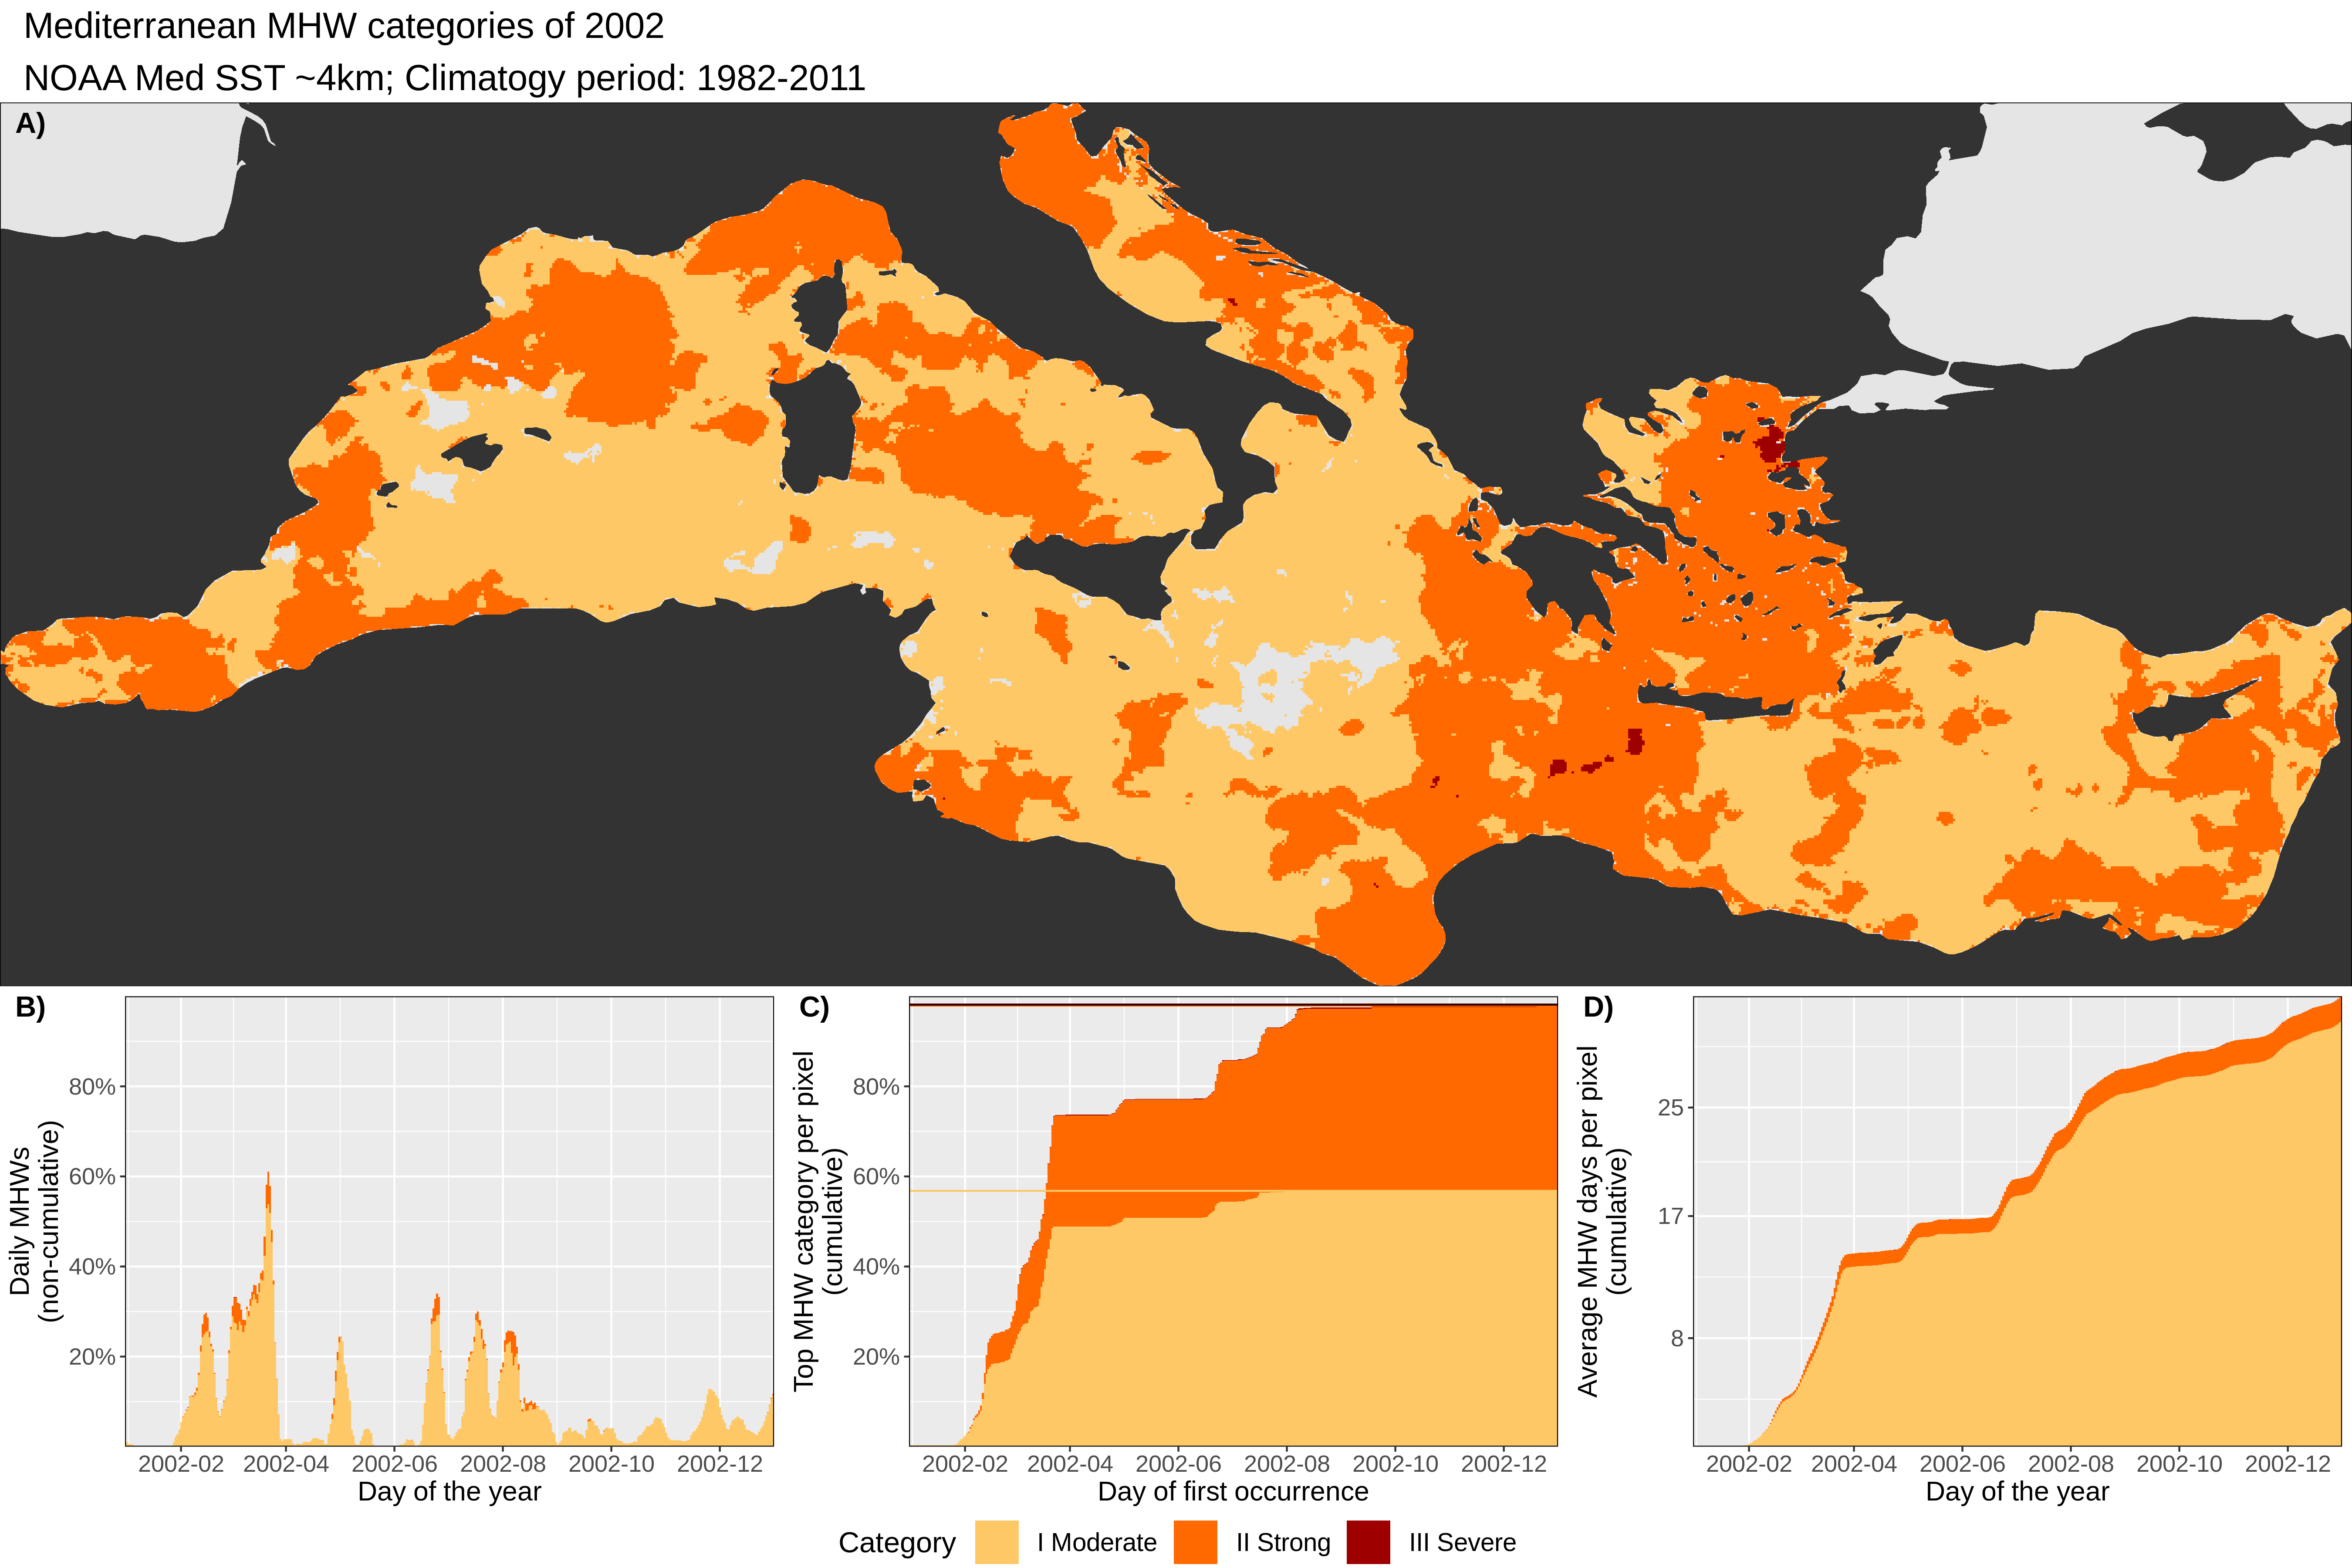 Mediterranean MHW categories of 2002
NOAA Med SST ~4km; Climatogy period: 1982-2011
A)
B)
Daily MHWs
(non-cumulative)
80%
60%
40%
20%
2002-02 2002-04 2002-06 2002-08 2002-10 2002-12
Day of the year
C)
Top MHW category per pixel
(cumulative)
80%
60%
40%
20%
2002-02 2002-04 2002-06 2002-08 2002-10 2002-12
Day of first occurrence
D)
Average MHW days per pixel
(cumulative)
25
17
8
2002-02 2002-04 2002-06 2002-08 2002-10 2002-12
Day of the year
Category I Moderate II Strong III Severe